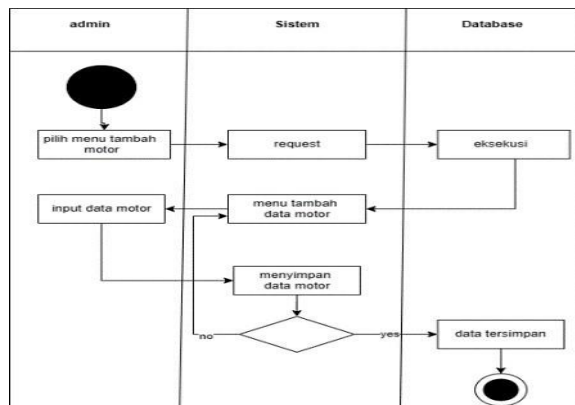 admin
Sistem
Database
pilih menu tambah
motor
request
eksekusi
input data motor
menu tambah
data motor
menyimpan
data motor
no
yes
data tersimpan